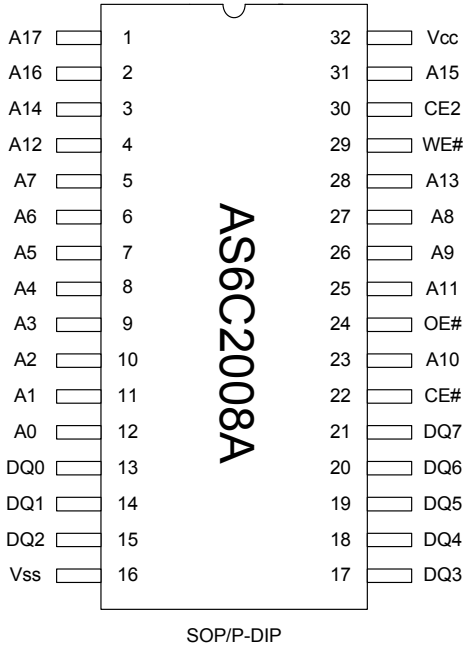 A17 1 32 Vcc
A16 2 31 A15
A14 3 30 CE2
A12 4 29 WE#
A7 5 28 A13
A6 6 27 A8
A5 7 26 A9
A4 8 25 A11
A3 9 24 OE#
A2 10 23 A10
A1 11 22 CE#
A0 12 21 DQ7
DQ0 13 20 DQ6
DQ1 14 19 DQ5
DQ2 15 18 DQ4
Vss 16 17 DQ3
AS6C2008A
SOP/P-DIP